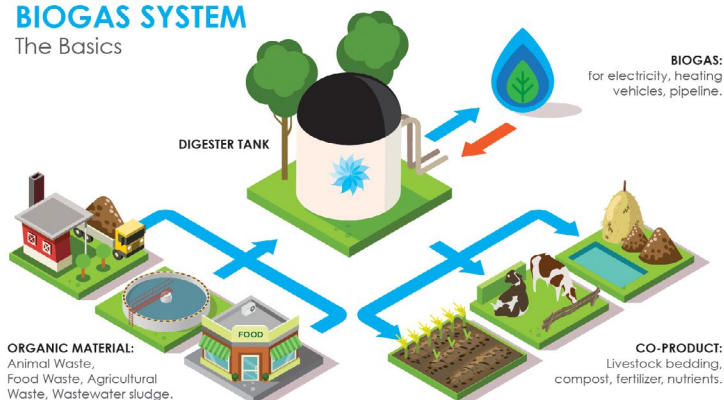 BIOGAS SYSTEM
The Basics
BIOGAS:
for electricity, heating
vehicles, pipeline.
DIGESTER TANK
FOOD
ORGANIC MATERIAL:
Animal Waste,
Food Waste, Agricultural
Waste, Wastewater sludge.
CO-PRODUCT:
Livestock bedding,
compost, fertilizer, nutrients.